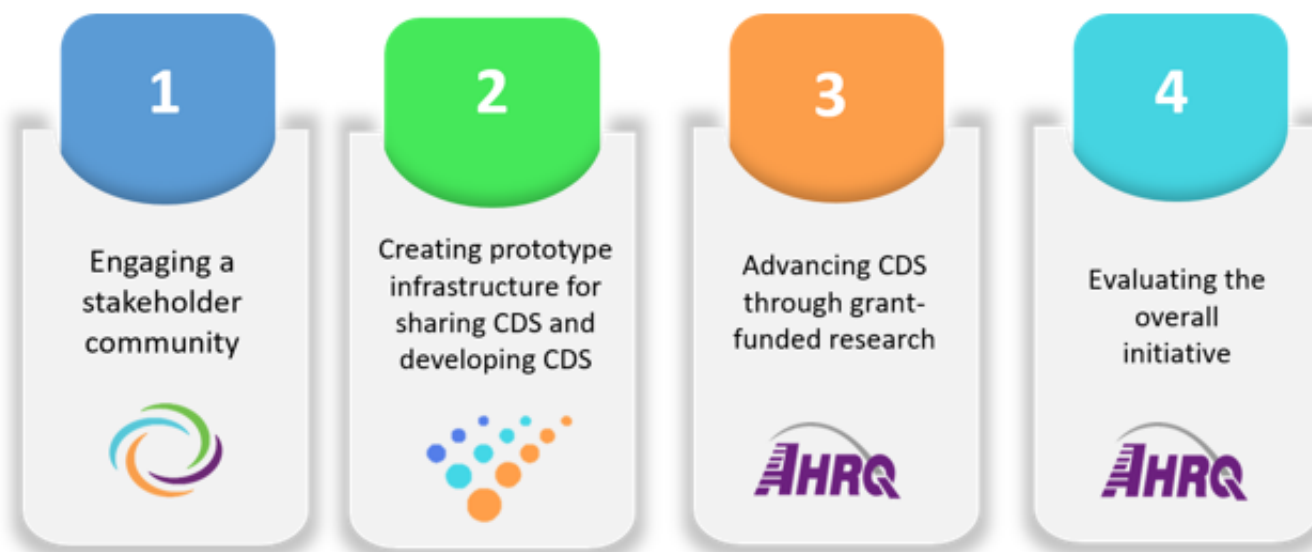 1
Engaging a
stakeholder
community
2
Creating prototype
infrastructure for
sharing CDS and
developing CDS
3
Advancing CDS
through grant-
funded research
AHRQ
4
Evaluating the
overall
initiative
AHRQ